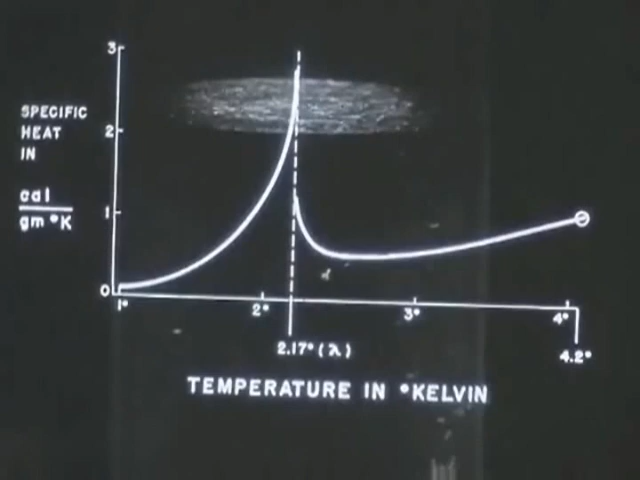 3
SPECIFIC
HEAT
IN
cal
gm °K
2
1
0
1°
2°
3°
4°
2.17° (λ)
4.2°
TEMPERATURE IN °KELVIN